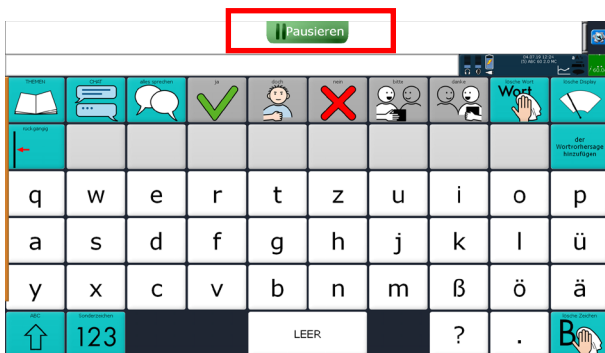 Pausieren
THEMEN CHAT alles sprechen ja doch nein bitte danke lösche Wort lösche Display
Wort
rückgängig
der
Wortvorhersage
hinzufügen
q w e r t z u i o p
a s d f g h j k l ü
y x c v b n m ß ö ä
ABC Sonderzeichen lösche Zeichen
123 LEER ? . B